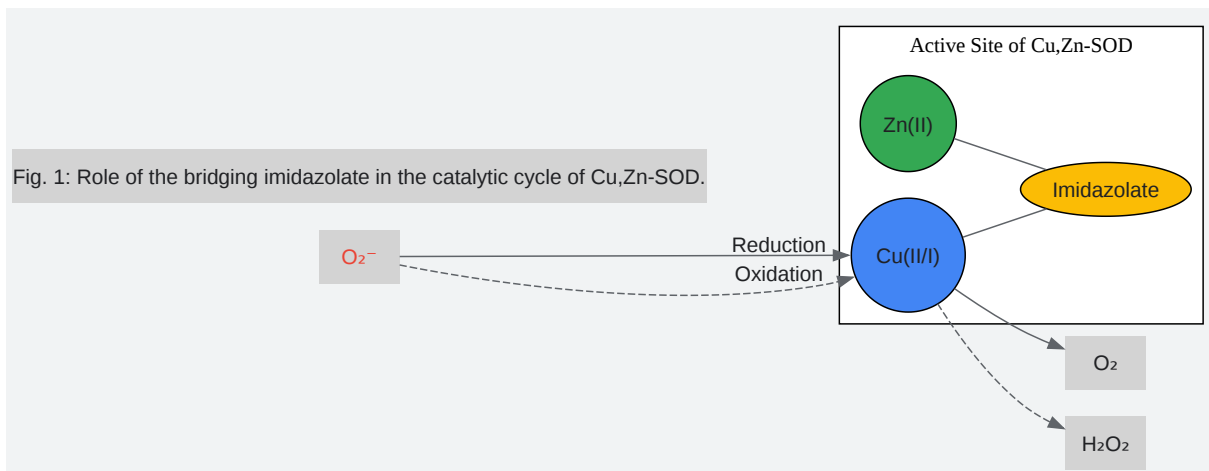 Active Site of Cu,Zn-SOD
Zn(II)
Fig. 1: Role of the bridging imidazolate in the catalytic cycle of Cu,Zn-SOD.
Imidazolate
O₂⁻
Reduction
Cu(II/I)
Oxidation
O₂
H₂O₂